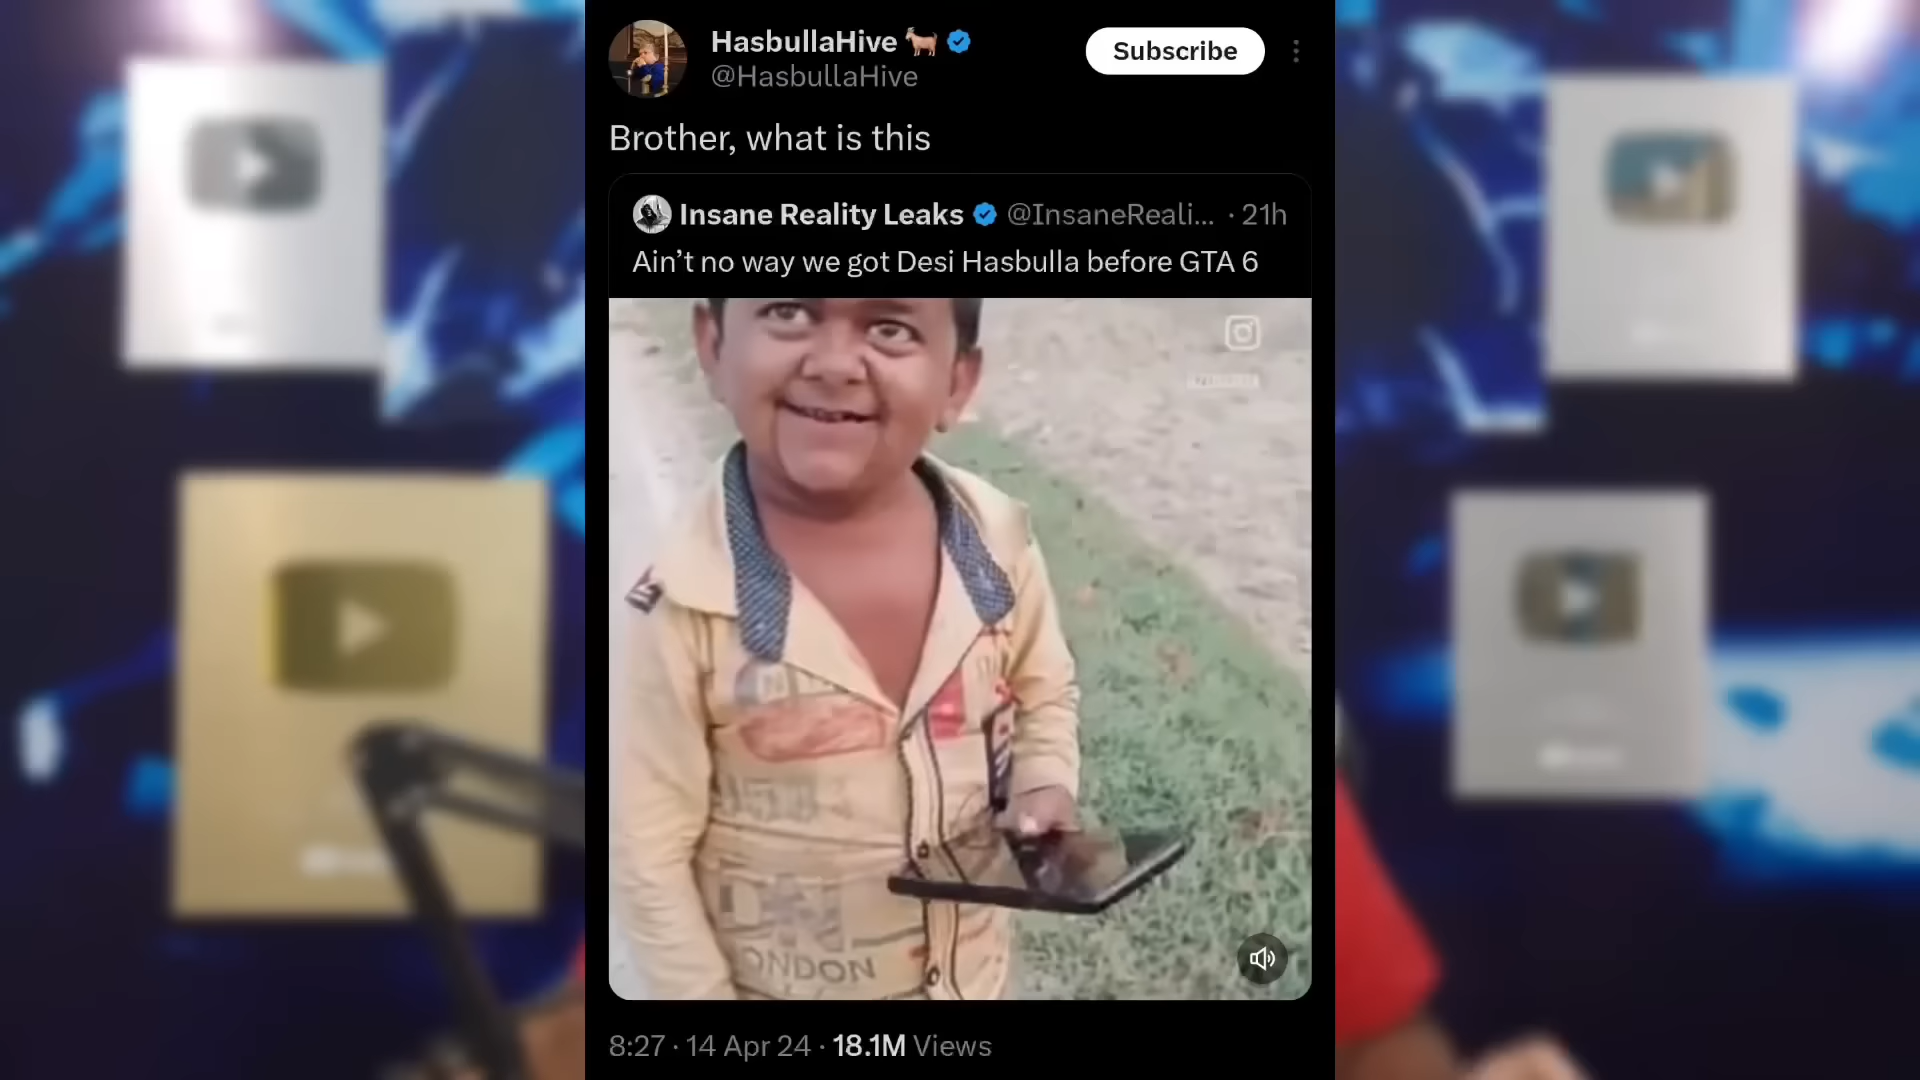 HasbullaHive 🐐
Subscribe
@HasbullaHive
Brother, what is this
Insane Reality Leaks @InsaneReali... · 21h
Ain’t no way we got Desi Hasbulla before GTA 6
ONDON
8:27 · 14 Apr 24 · 18.1M Views